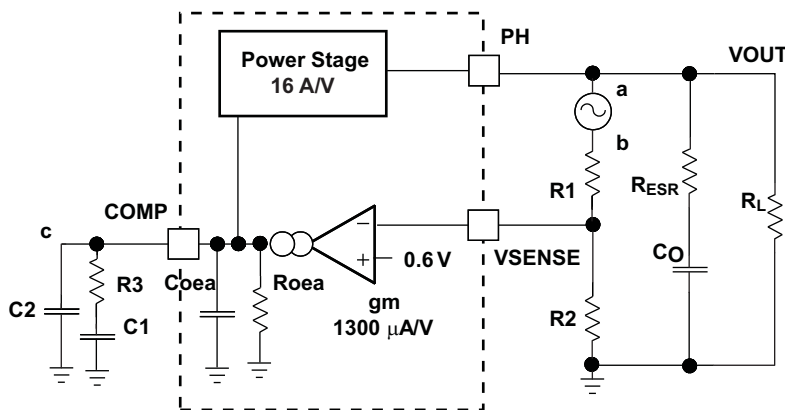 PH
VOUT
Power Stage
16 A/V
a
b
R1
RESR
RL
COMP
c
VSENSE
0.6 V
Coea
Roea
R3
CO
gm
1300 µA/V
C2
C1
R2
− 
+